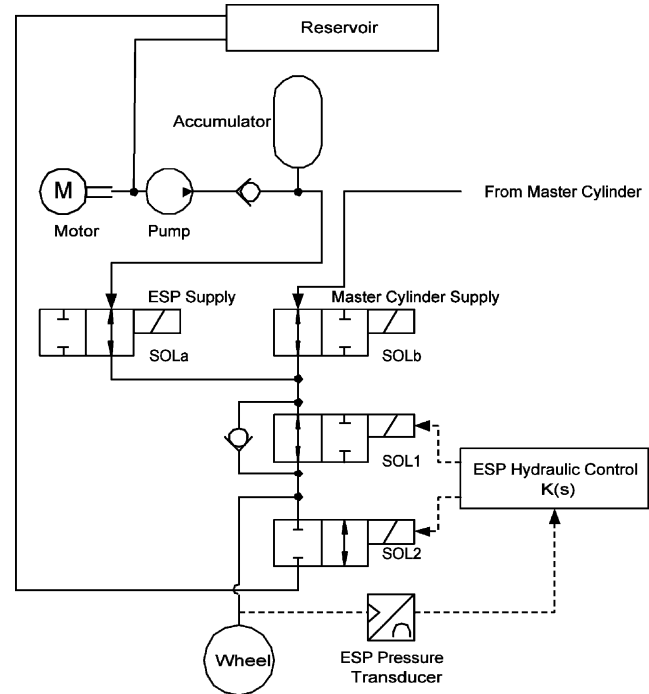 Reservoir
Accumulator
M
From Master Cylinder
Motor
Pump
ESP Supply
Master Cylinder Supply
SOLa
SOLb
SOL1
ESP Hydraulic Control
K(s)
SOL2
Wheel
ESP Pressure
Transducer